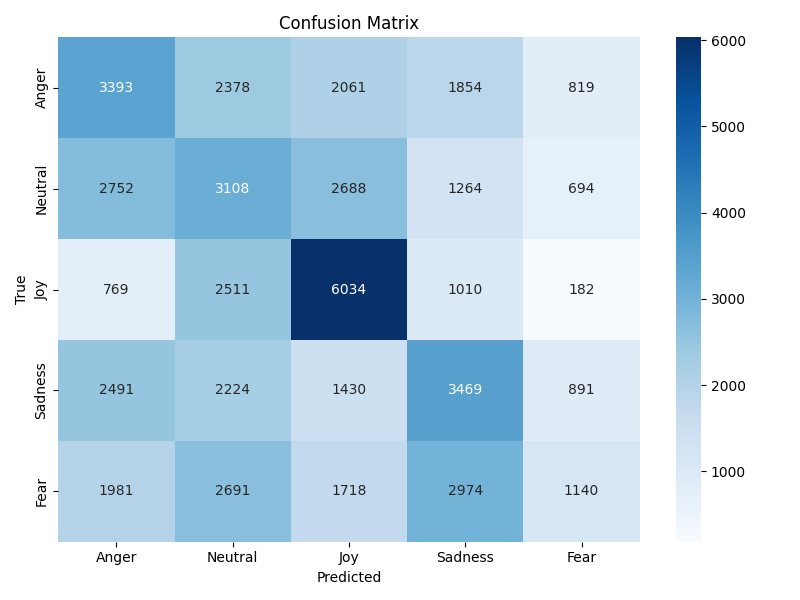 Confusion Matrix
True
Anger 3393 2378 2061 1854 819
Neutral 2752 3108 2688 1264 694
Joy 769 2511 6034 1010 182
Sadness 2491 2224 1430 3469 891
Fear 1981 2691 1718 2974 1140
Anger Neutral Joy Sadness Fear
Predicted
6000
5000
4000
3000
2000
1000